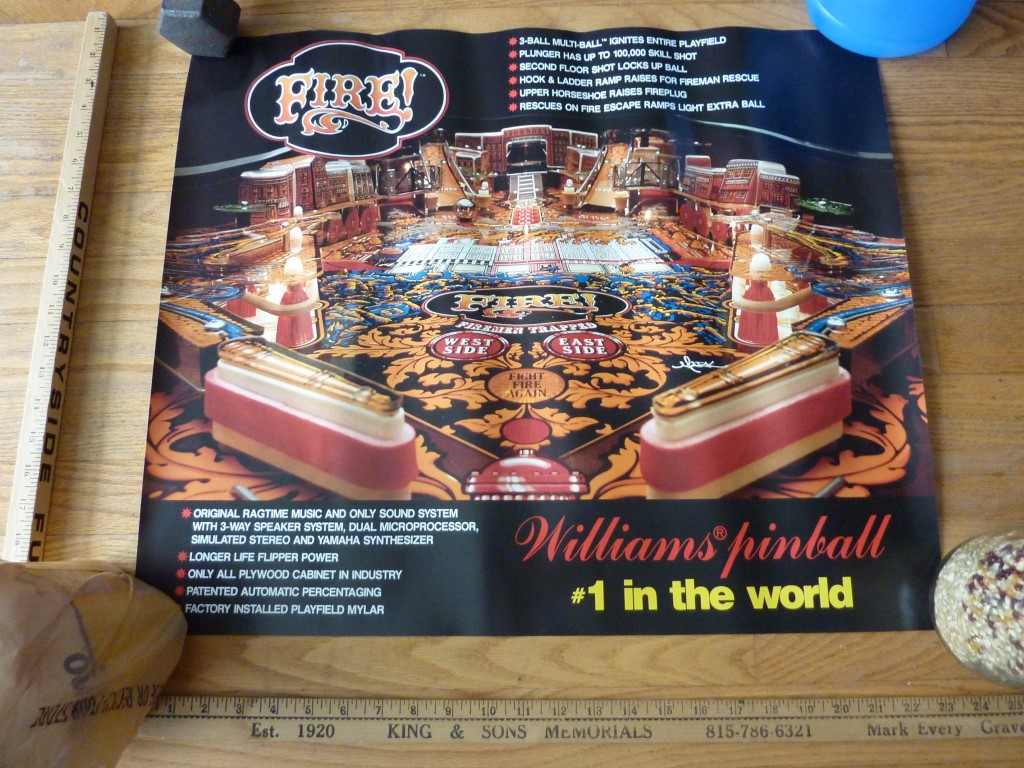 FIRE!™
✹ 3-BALL MULTI-BALL™ IGNITES ENTIRE PLAYFIELD
✹ PLUNGER HAS UP TO 100,000 SKILL SHOT
✹ SECOND FLOOR SHOT LOCKS UP BALL
✹ HOOK & LADDER RAMP RAISES FOR FIREMAN RESCUE
✹ UPPER HORSESHOE RAISES FIREPLUG
✹ RESCUES ON FIRE ESCAPE RAMPS LIGHT EXTRA BALL
FIRE!
FIREMEN TRAPPED
WEST SIDE
EAST SIDE
FIGHT
FIRE
AGAIN
✹ ORIGINAL RAGTIME MUSIC AND ONLY SOUND SYSTEM
WITH 3-WAY SPEAKER SYSTEM, DUAL MICROPROCESSOR,
SIMULATED STEREO AND YAMAHA SYNTHESIZER
✹ LONGER LIFE FLIPPER POWER
✹ ONLY ALL PLYWOOD CABINET IN INDUSTRY
✹ PATENTED AUTOMATIC PERCENTAGING
FACTORY INSTALLED PLAYFIELD MYLAR
Williams® pinball
#1 in the world
COUNTRYSIDE FU
Est. 1920 KING & SONS MEMORIALS 815-786-6321 Mark Every Grave